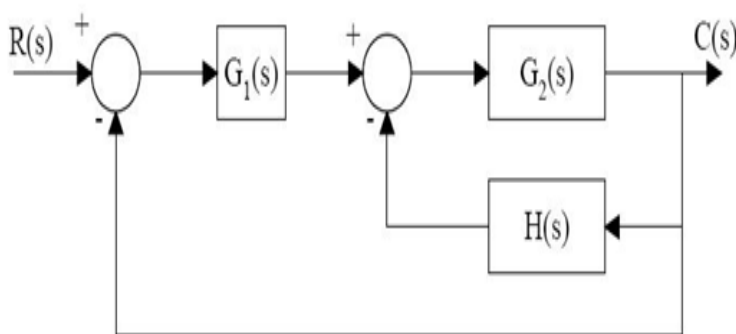 R(s)
+
-
G₁(s)
+
-
G₂(s)
C(s)
H(s)